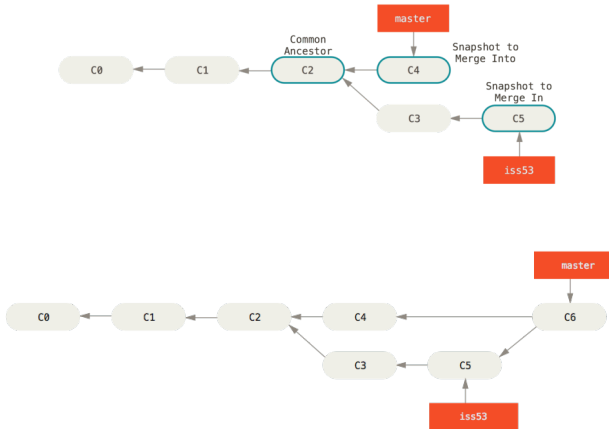 master
Common
Ancestor
Snapshot to
Merge Into
C0
C1
C2
C4
Snapshot to
Merge In
C3
C5
iss53
master
C0
C1
C2
C4
C6
C3
C5
iss53